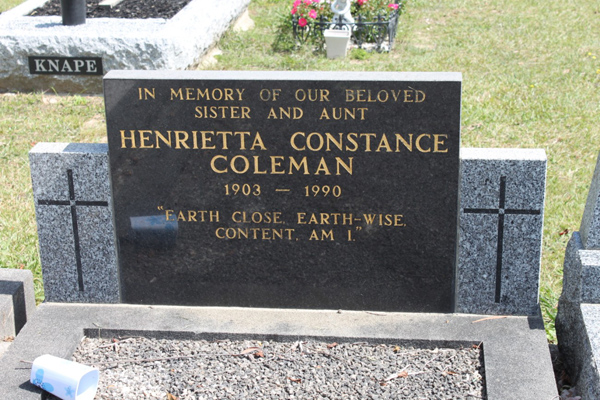 KNAPE
IN MEMORY OF OUR BELOVED
SISTER AND AUNT
HENRIETTA CONSTANCE
COLEMAN
1903 — 1990
"EARTH CLOSE, EARTH-WISE,
CONTENT, AM I."